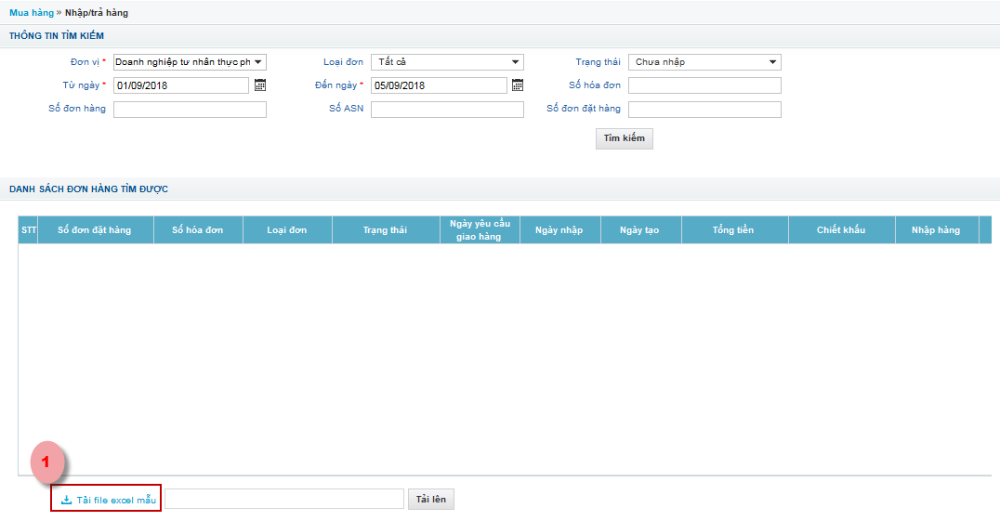 Mua hàng » Nhập/trả hàng
THÔNG TIN TÌM KIẾM
Đơn vị * Doanh nghiệp tư nhân thực ph Loại đơn Tất cả Trạng thái Chưa nhập
Từ ngày * 01/09/2018 Đến ngày * 05/09/2018 Số hóa đơn
Số đơn hàng Số ASN Số đơn đặt hàng
Tìm kiếm
DANH SÁCH ĐƠN HÀNG TÌM ĐƯỢC
STT Số đơn đặt hàng Số hóa đơn Loại đơn Trạng thái Ngày yêu cầu giao hàng Ngày nhập Ngày tạo Tổng tiền Chiết khấu Nhập hàng
1
Tải file excel mẫu Tải lên